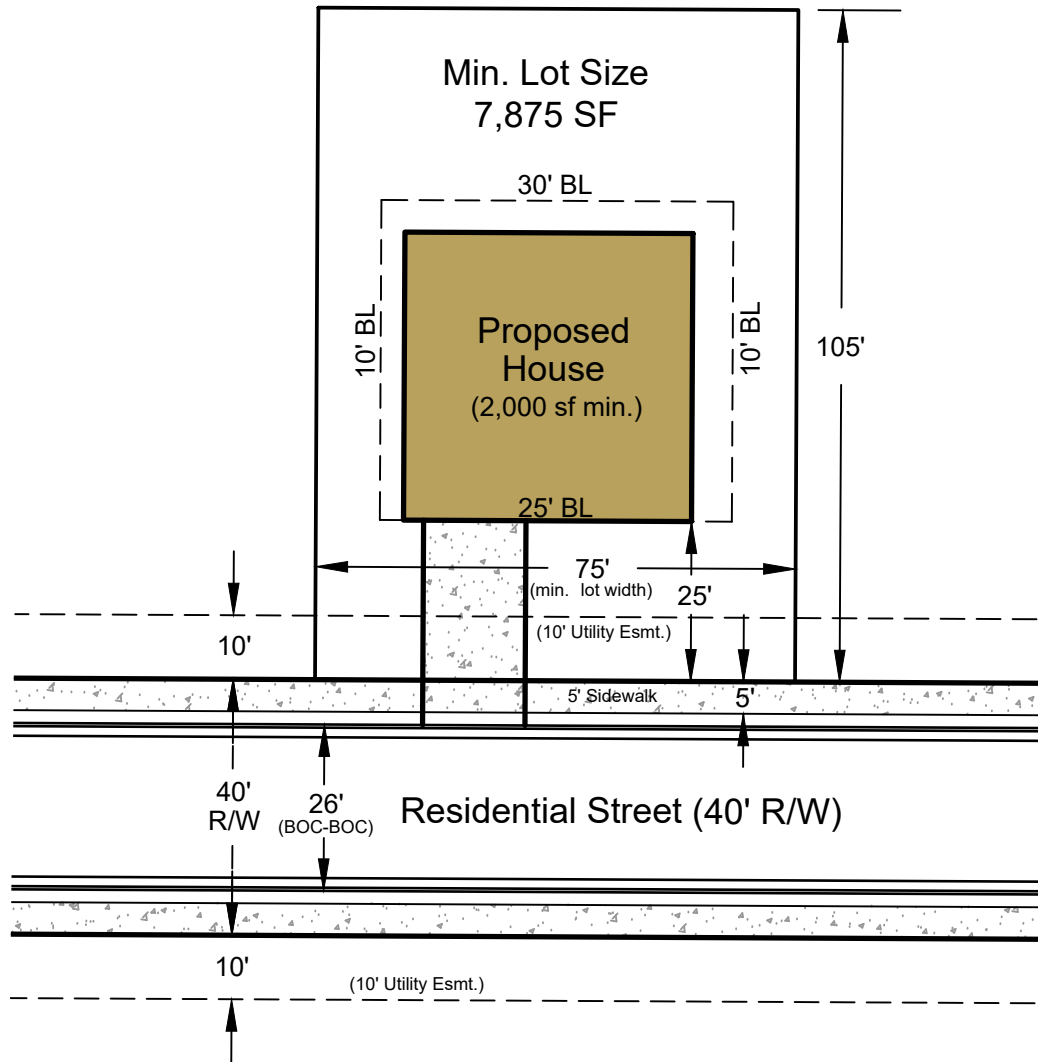 Min. Lot Size
7,875 SF
30' BL
10' BL
10' BL
105'
Proposed
House
(2,000 sf min.)
25' BL
75'
(min. lot width)
25'
10'
(10' Utility Esmt.)
5' Sidewalk
5'
40'
R/W
26'
(BOC-BOC)
Residential Street (40' R/W)
10'
(10' Utility Esmt.)